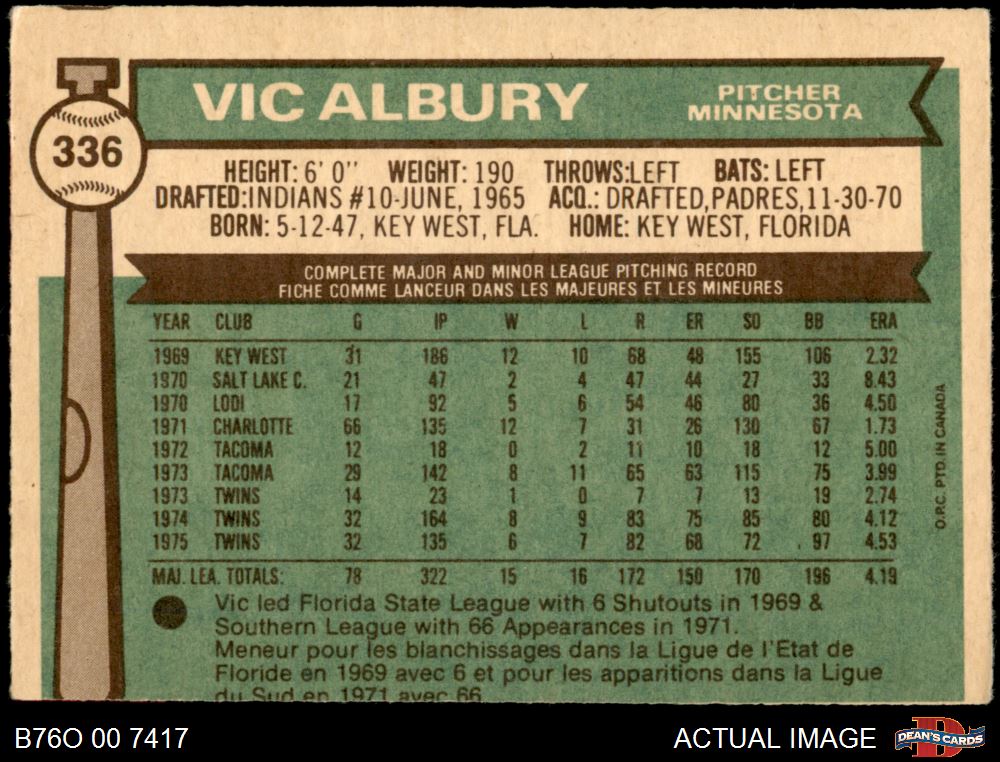 336
VIC ALBURY
PITCHER
MINNESOTA
HEIGHT: 6' 0" WEIGHT: 190 THROWS:LEFT BATS: LEFT
DRAFTED:INDIANS #10-JUNE, 1965 ACQ.: DRAFTED,PADRES,11-30-70
BORN: 5-12-47, KEY WEST, FLA. HOME: KEY WEST, FLORIDA
COMPLETE MAJOR AND MINOR LEAGUE PITCHING RECORD
FICHE COMME LANCEUR DANS LES MAJEURES ET LES MINEURES
YEAR CLUB G IP W L R ER SO BB ERA
1969 KEY WEST 31 186 12 10 68 48 155 106 2.32
1970 SALT LAKE C. 21 47 2 4 47 44 27 33 8.43
1970 LODI 17 92 5 6 54 46 80 36 4.50
1971 CHARLOTTE 66 135 12 7 31 26 130 67 1.73
1972 TACOMA 12 18 0 2 11 10 18 12 5.00
1973 TACOMA 29 142 8 11 65 63 115 75 3.99
1973 TWINS 14 23 1 0 7 7 13 19 2.74
1974 TWINS 32 164 8 9 83 75 85 80 4.12
1975 TWINS 32 135 6 7 82 68 72 97 4.53
MAJ. LEA. TOTALS: 78 322 15 16 172 150 170 196 4.19
Vic led Florida State League with 6 Shutouts in 1969 &
Southern League with 66 Appearances in 1971.
Meneur pour les blanchissages dans la Ligue de l'Etat de
Floride en 1969 avec 6 et pour les apparitions dans la Ligue
du Sud en 1971 avec 66.
O.P.C. PTD. IN CANADA
B76O 00 7417
ACTUAL IMAGE
DEAN'S CARDS